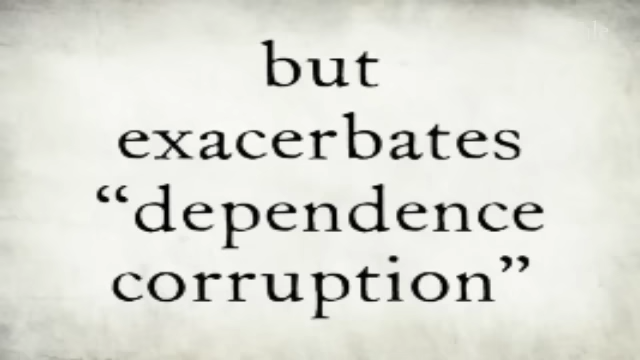 but
exacerbates
“dependence
corruption”